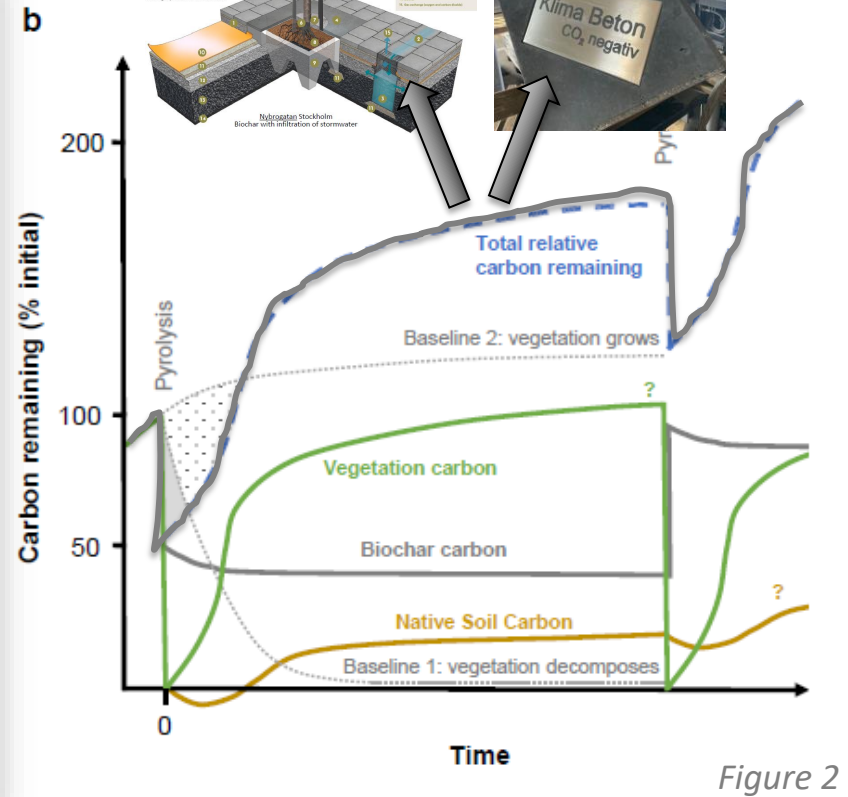 b
Nybrogatan Stockholm
Biochar with infiltration of stormwater
Klima Beton
CO₂ negativ
200
100
50
Carbon remaining (% initial)
Pyrolysis
Pyr
Total relative
carbon remaining
Baseline 2: vegetation grows
?
Vegetation carbon
Biochar carbon
?
Native Soil Carbon
Baseline 1: vegetation decomposes
0
Time
Figure 2